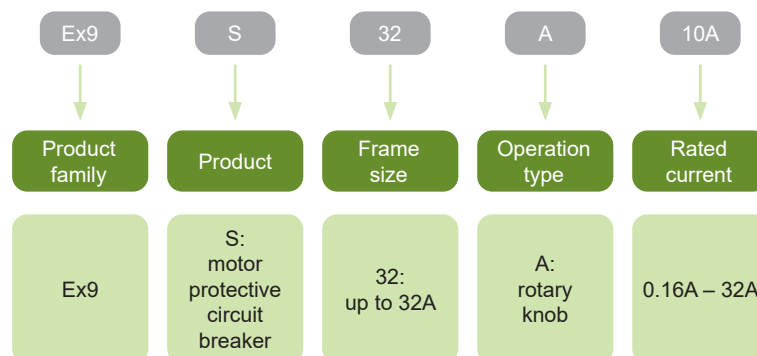 Ex9
S
32
A
10A
Product
family
Product
Frame
size
Operation
type
Rated
current
Ex9
S:
motor
protective
circuit
breaker
32:
up to 32A
A:
rotary
knob
0.16A – 32A